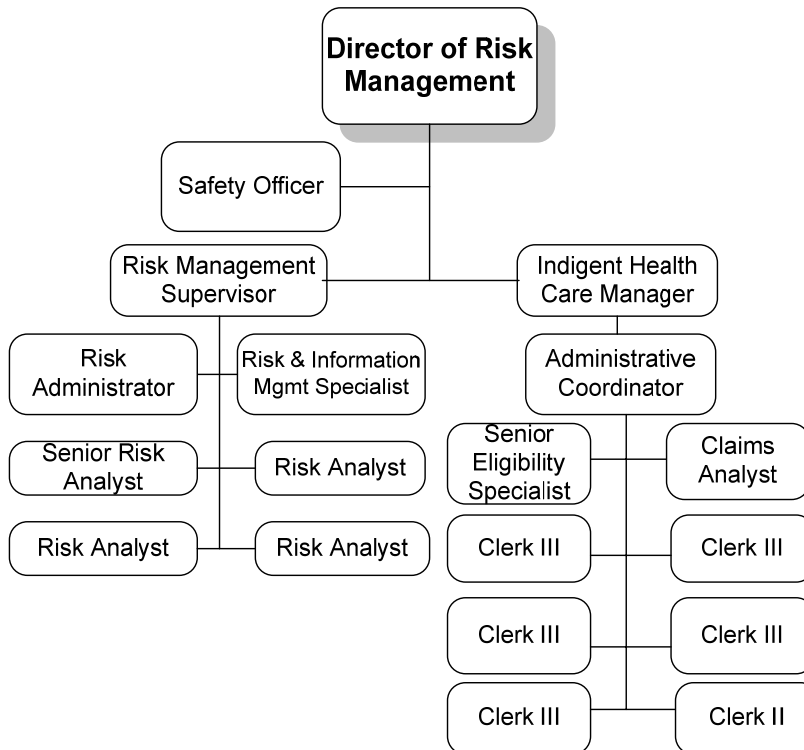 Director of Risk
Management
Safety Officer
Risk Management
Supervisor
Indigent Health
Care Manager
Risk
Administrator
Risk & Information
Mgmt Specialist
Administrative
Coordinator
Senior Risk
Analyst
Risk Analyst
Senior
Eligibility
Specialist
Claims
Analyst
Risk Analyst
Risk Analyst
Clerk III
Clerk III
Clerk III
Clerk III
Clerk III
Clerk II